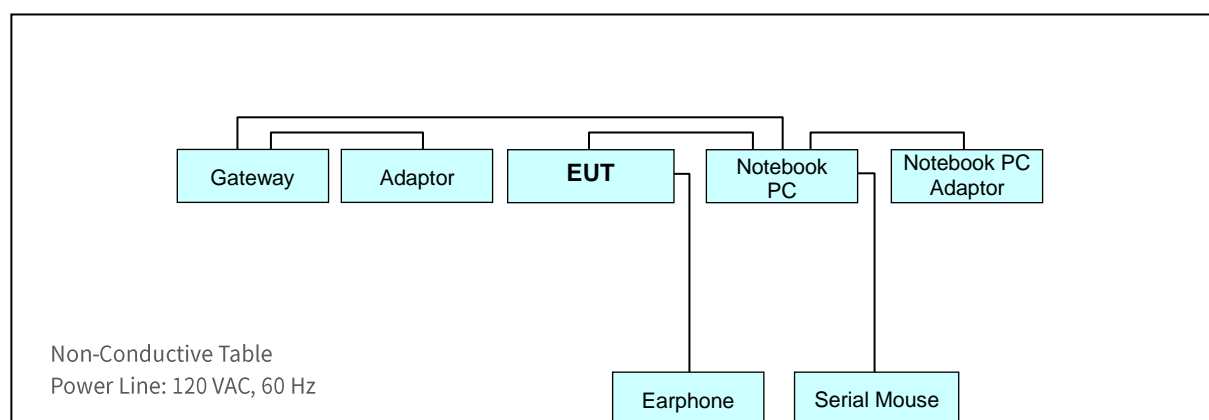 Gateway
Adaptor
EUT
Notebook
PC
Notebook PC
Adaptor
Non-Conductive Table
Power Line: 120 VAC, 60 Hz
Earphone
Serial Mouse